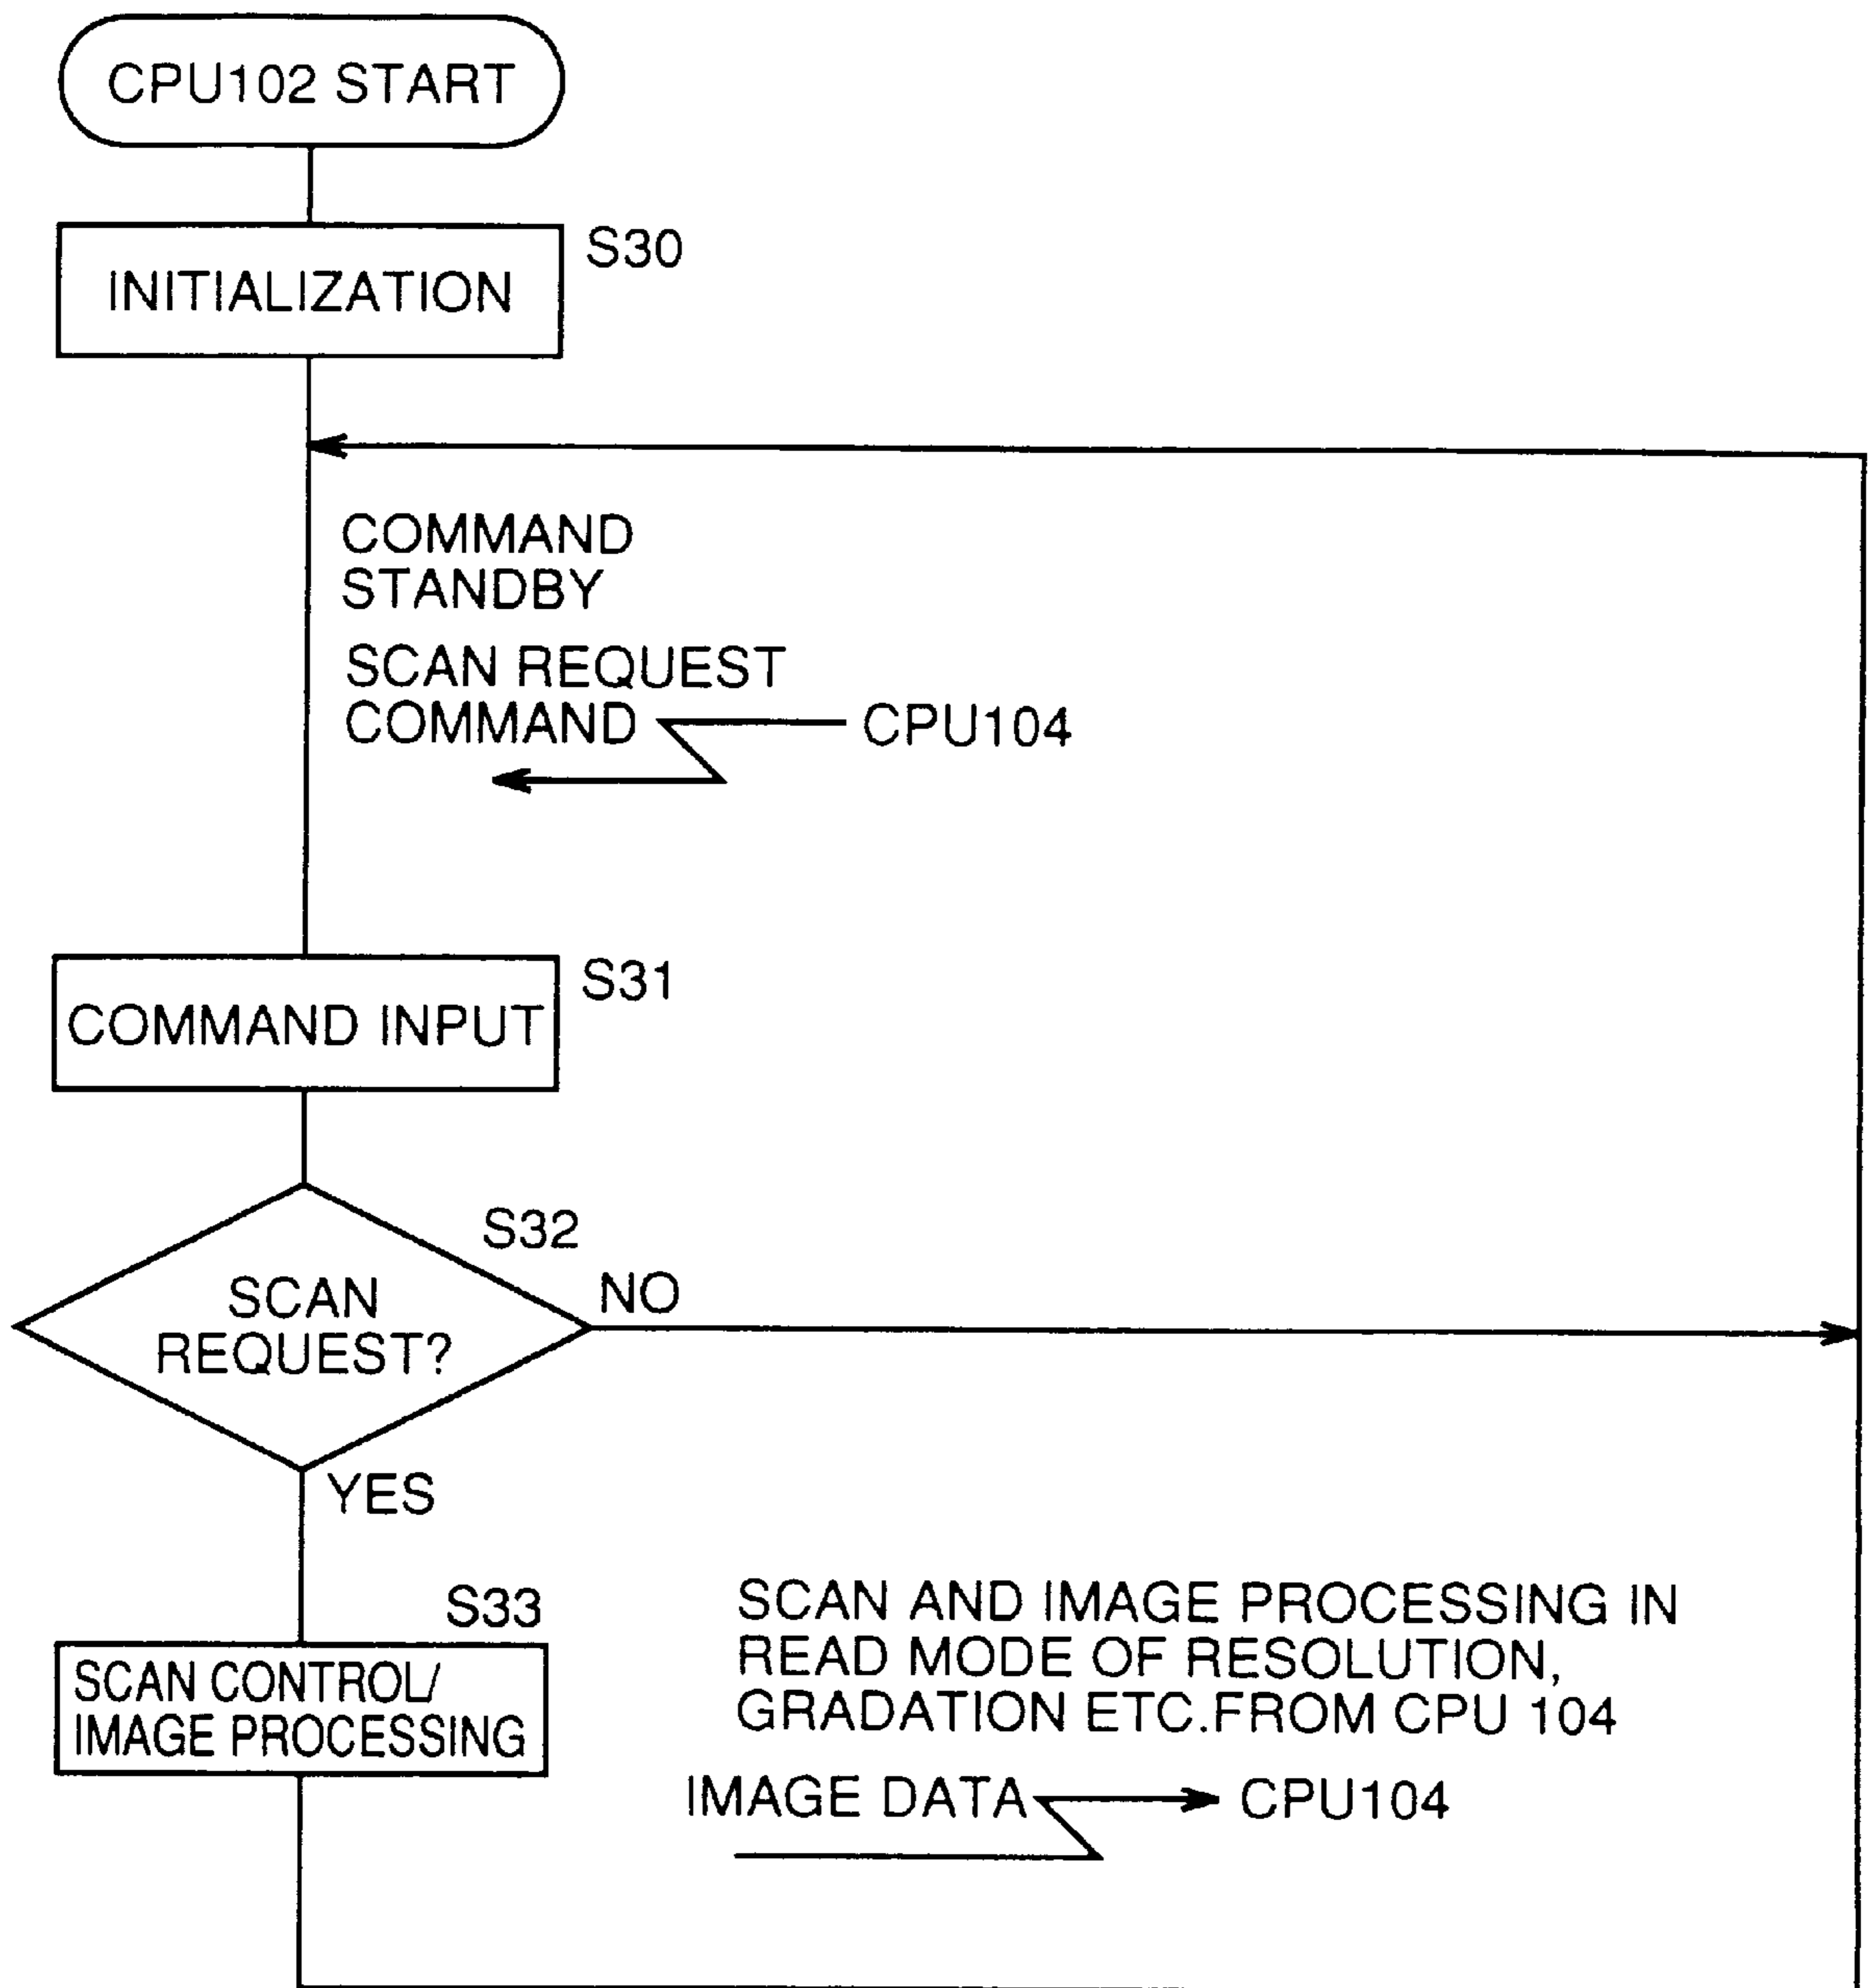 CPU102 START
S30
INITIALIZATION
COMMAND
STANDBY
SCAN REQUEST
COMMAND
CPU104
S31
COMMAND INPUT
S32
SCAN
REQUEST?
NO
YES
S33
SCAN CONTROL/
IMAGE PROCESSING
SCAN AND IMAGE PROCESSING IN
READ MODE OF RESOLUTION,
GRADATION ETC.FROM CPU 104
IMAGE DATA
CPU104